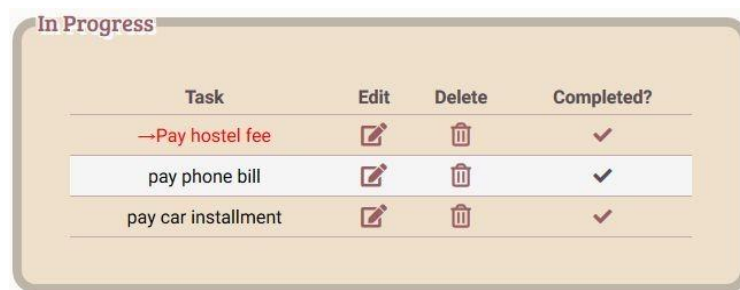 In Progress
Task Edit Delete Completed?
→Pay hostel fee
pay phone bill
pay car installment